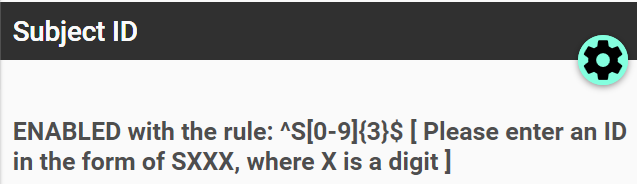 Subject ID
ENABLED with the rule: ^S[0-9]{3}$ [ Please enter an ID
in the form of SXXX, where X is a digit ]